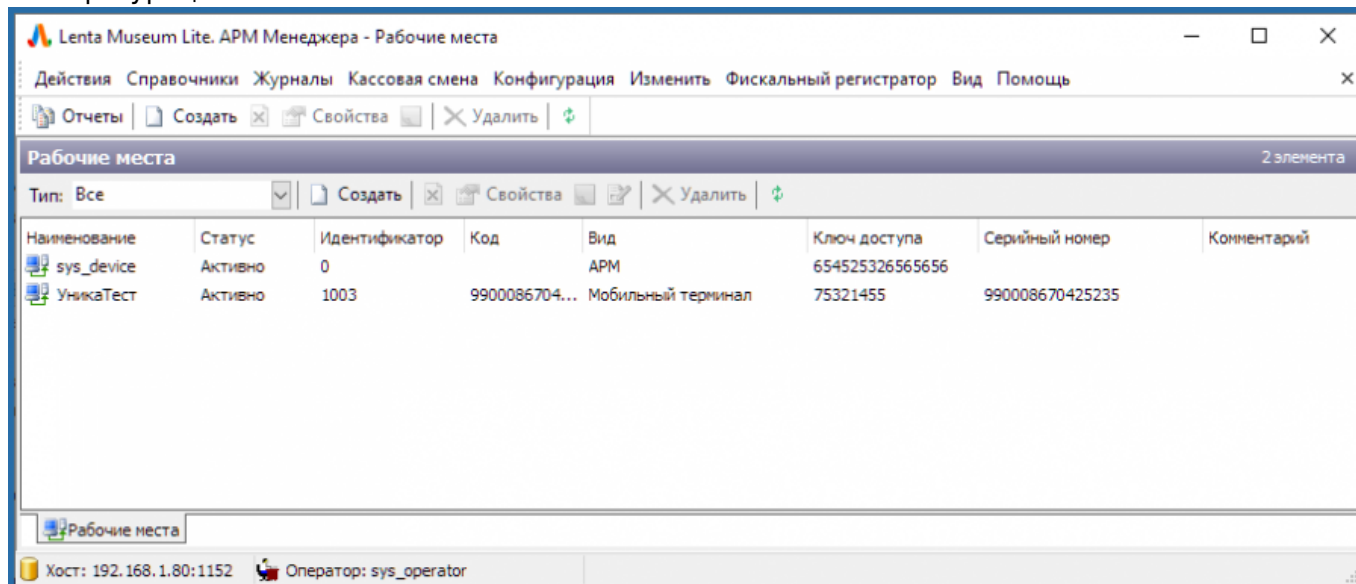 Lenta Museum Lite. АРМ Менеджера - Рабочие места
Действия Справочники Журналы Кассовая смена Конфигурация Изменить Фискальный регистратор Вид Помощь
Отчеты Создать Свойства Удалить
Рабочие места 2 элемента
Тип: Все Создать Свойства Удалить
Наименование Статус Идентификатор Код Вид Ключ доступа Серийный номер Комментарий
sys_device Активно 0 АРМ 654525326565656
УникаТест Активно 1003 9900086704... Мобильный терминал 75321455 990008670425235
Рабочие места
Хост: 192.168.1.80:1152 Оператор: sys_operator